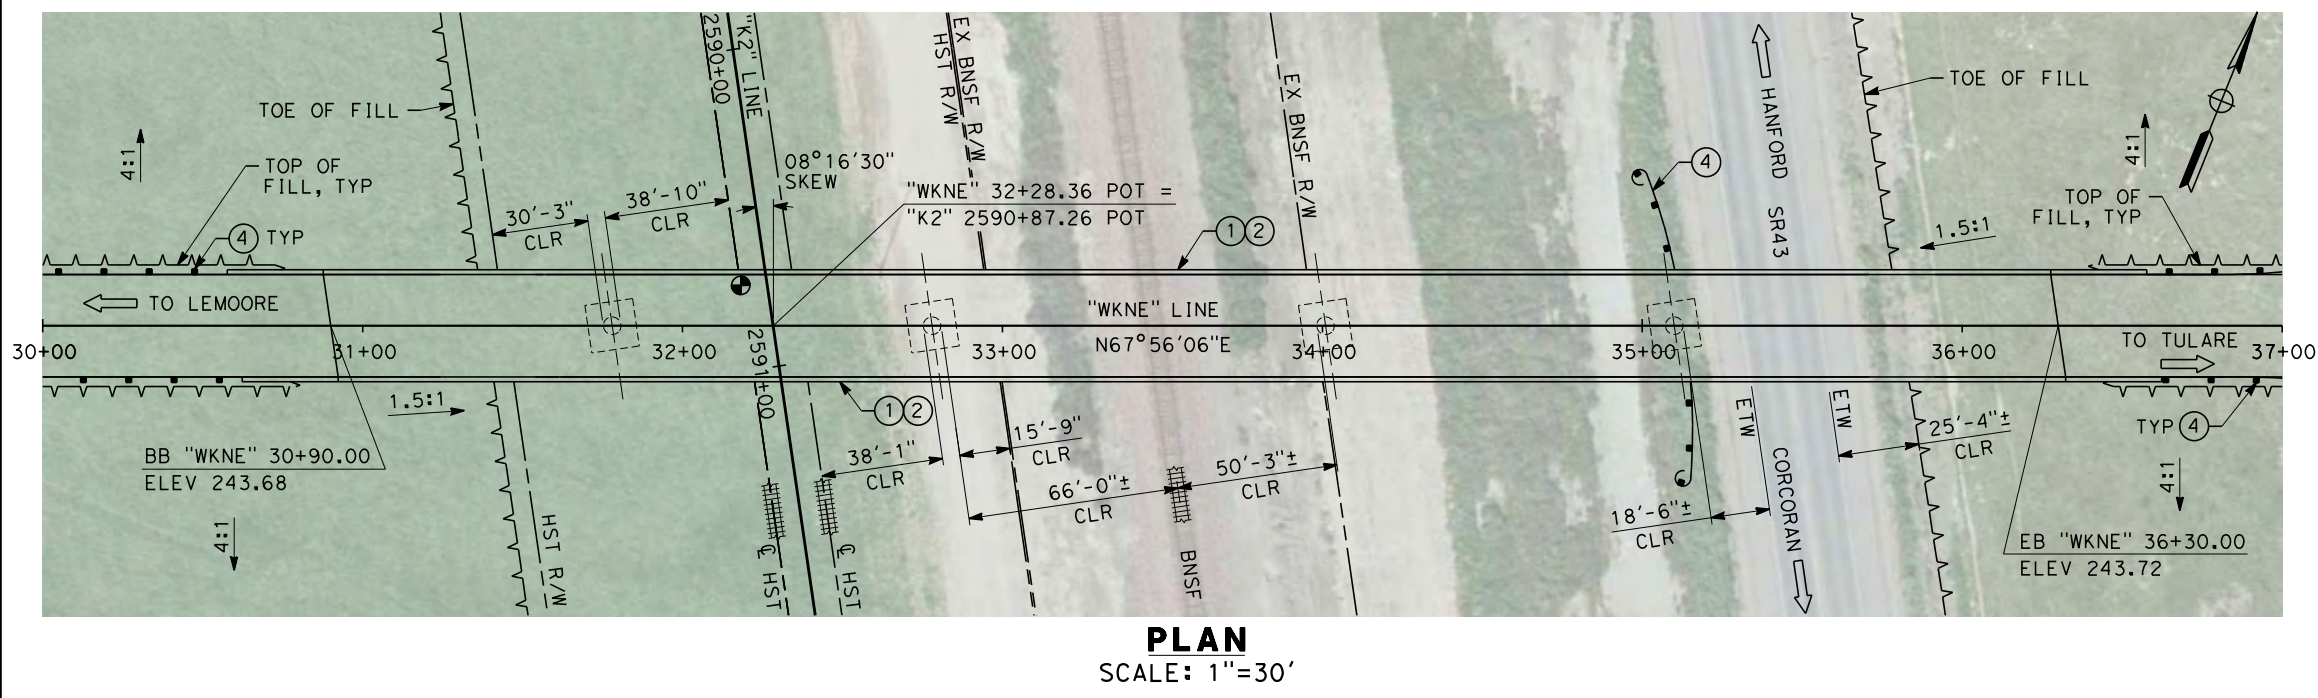 2590+00
"K2" LINE
EX BNSF R/W
HST R/W
EX BNSF R/W
HANFORD SR43
TOE OF FILL
TOE OF FILL
4:1
4:1
TOP OF
FILL, TYP
08°16'30"
SKEW
4
"WKNE" 32+28.36 POT =
"K2" 2590+87.26 POT
38'-10"
CLR
30'-3"
CLR
TOP OF
FILL, TYP
4 TYP
1 2
1.5:1
TO LEMOORE
"WKNE" LINE
N67°56'06"E
TO TULARE
30+00
31+00
32+00
33+00
34+00
35+00
36+00
37+00
2591+00
1.5:1
1 2
ETW
ETW
TYP 4
BB "WKNE" 30+90.00
ELEV 243.68
38'-1"
CLR
15'-9"
CLR
66'-0"±
CLR
50'-3"±
CLR
25'-4"±
CLR
18'-6"±
CLR
CORCORAN
4:1
4:1
HST R/W
℄ HST
℄ HST
BNSF
EB "WKNE" 36+30.00
ELEV 243.72
PLAN
SCALE: 1"=30'